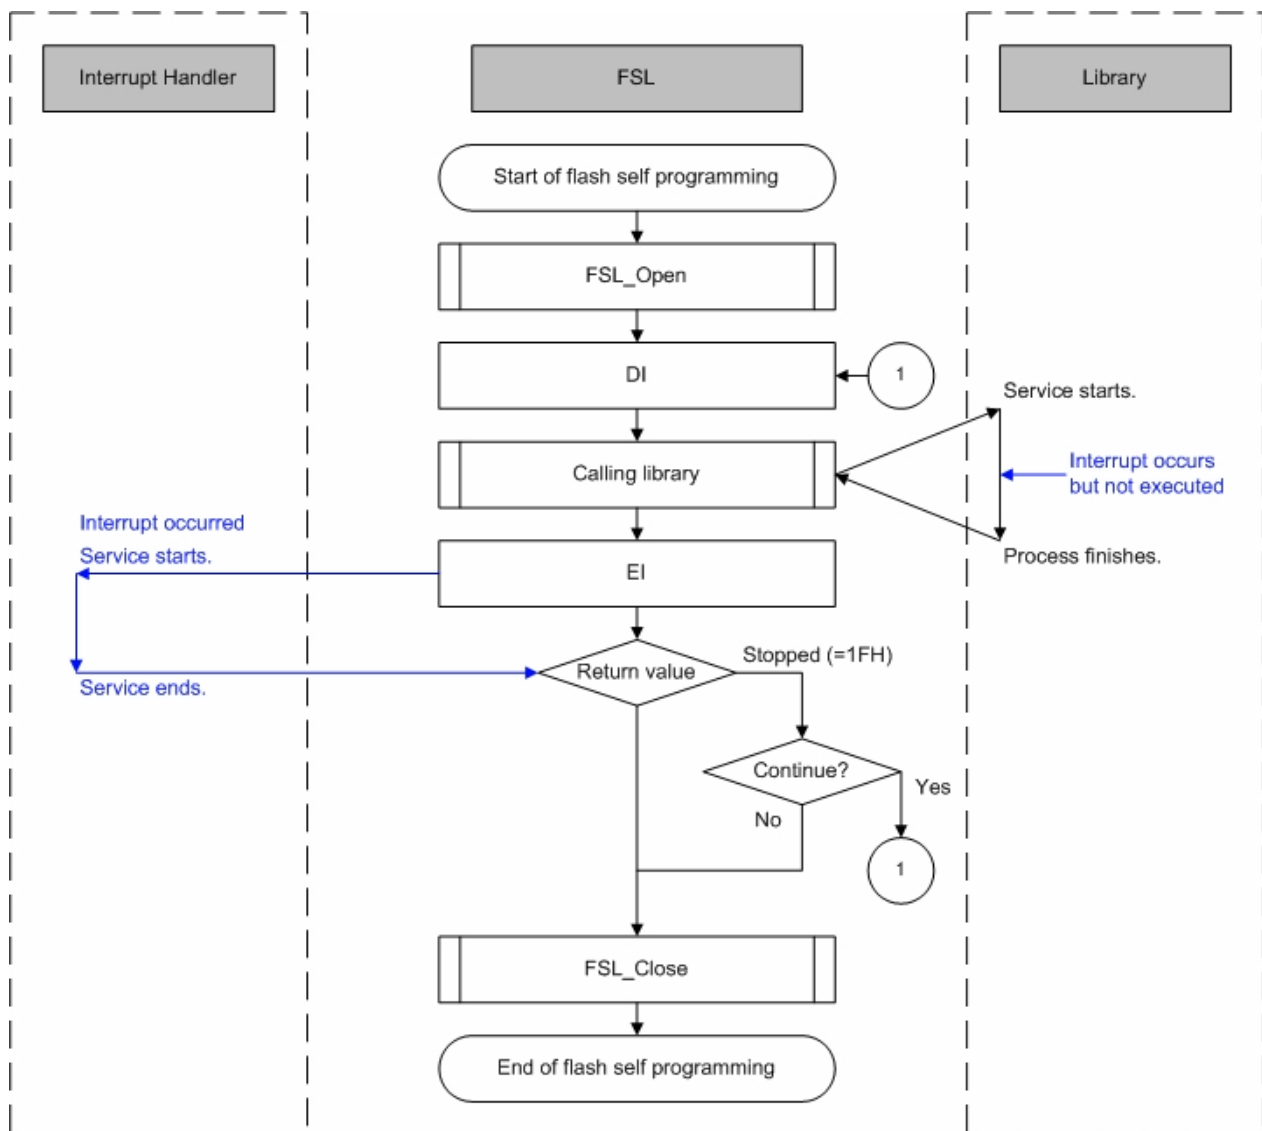 Interrupt Handler
FSL
Library
Start of flash self programming
FSL_Open
DI
1
Service starts.
Calling library
Interrupt occurs
but not executed
Interrupt occurred
Service starts.
Process finishes.
EI
Stopped (=1FH)
Return value
Service ends.
Continue?
Yes
No
1
FSL_Close
End of flash self programming